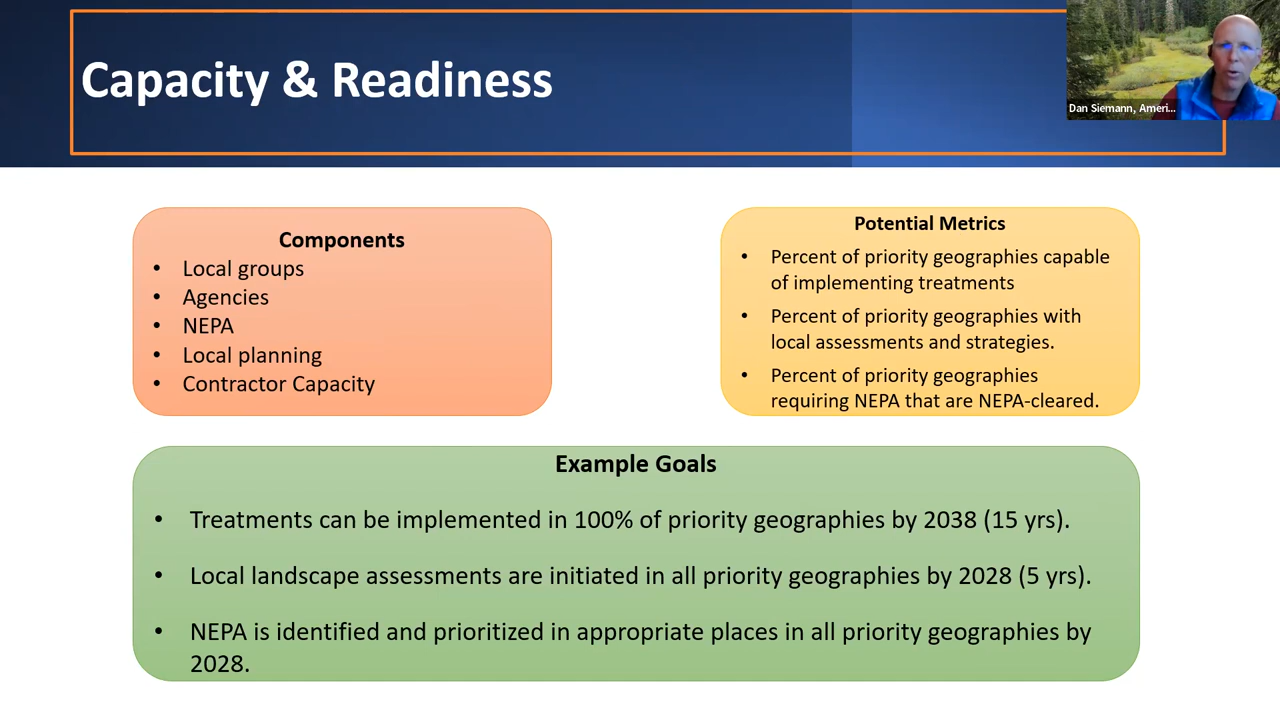 Capacity & Readiness
Dan Siemann, Ameri...
Components
• Local groups
• Agencies
• NEPA
• Local planning
• Contractor Capacity
Potential Metrics
• Percent of priority geographies capable
of implementing treatments
• Percent of priority geographies with
local assessments and strategies.
• Percent of priority geographies
requiring NEPA that are NEPA-cleared.
Example Goals
• Treatments can be implemented in 100% of priority geographies by 2038 (15 yrs).
• Local landscape assessments are initiated in all priority geographies by 2028 (5 yrs).
• NEPA is identified and prioritized in appropriate places in all priority geographies by
2028.